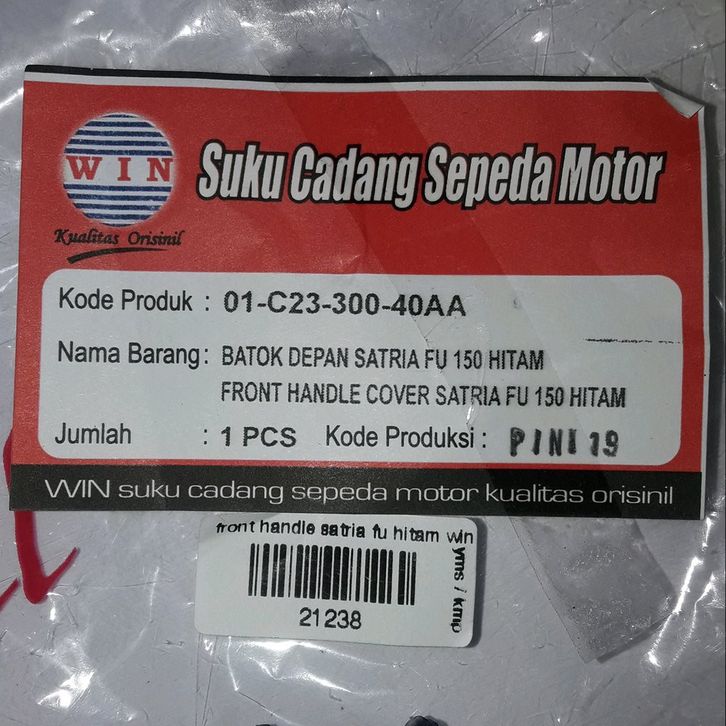 WIN
Kualitas Orisinil
Suku Cadang Sepeda Motor
Kode Produk : 01-C23-300-40AA
Nama Barang : BATOK DEPAN SATRIA FU 150 HITAM
FRONT HANDLE COVER SATRIA FU 150 HITAM
Jumlah : 1 PCS Kode Produksi : PINI 19
WIN suku cadang sepeda motor kualitas orisinil
front handle satria fu hitam win
yms / kmp
21238